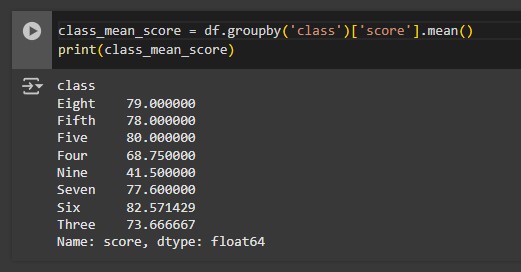 class_mean_score = df.groupby('class')['score'].mean()
print(class_mean_score)
class
Eight    79.000000
Fifth    78.000000
Five     80.000000
Four     68.750000
Nine     41.500000
Seven    77.600000
Six      82.571429
Three    73.666667
Name: score, dtype: float64